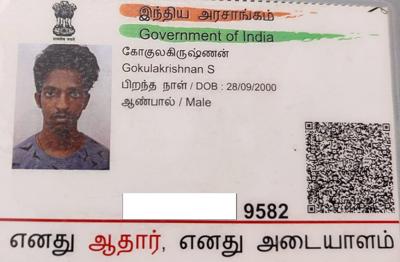 இந்திய அரசாங்கம்
Government of India
கோகுலகிருஷ்ணன்
Gokulakrishnan S
பிறந்த நாள் / DOB : 28/09/2000
ஆண்பால் / Male
9582
எனது ஆதார், எனது அடையாளம்